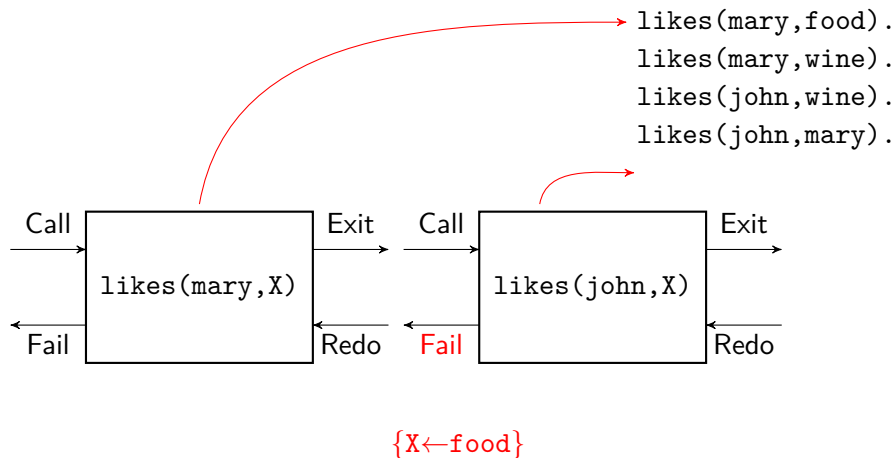 likes(mary,food).
likes(mary,wine).
likes(john,wine).
likes(john,mary).
Call Exit Call Exit
likes(mary,X) likes(john,X)
Fail Redo Fail Redo
{X←food}